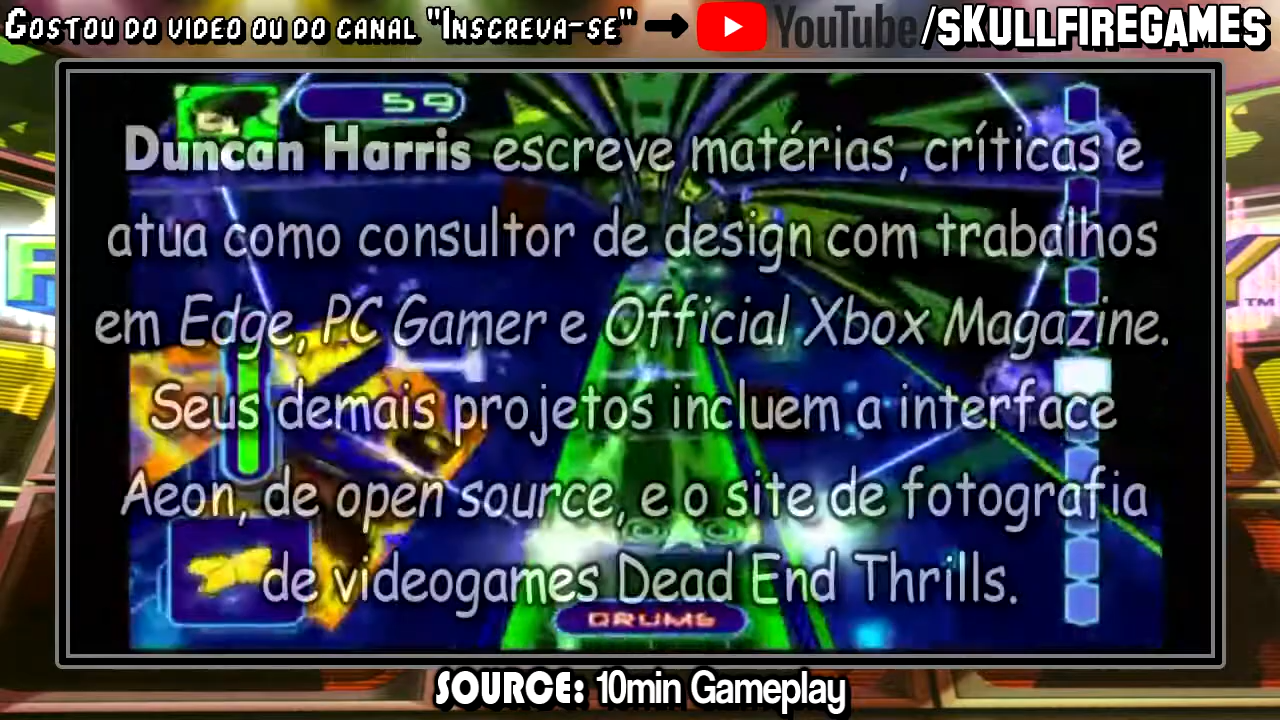 Gostou do video ou do canal "Inscreva-se" → YouTube/SKULLFIREGAMES
59
Duncan Harris escreve matérias, críticas e
atua como consultor de design com trabalhos
em Edge, PC Gamer e Official Xbox Magazine.
Seus demais projetos incluem a interface
Aeon, de open source, e o site de fotografia
de videogames Dead End Thrills.
DRUMS
TM
SOURCE: 10min Gameplay